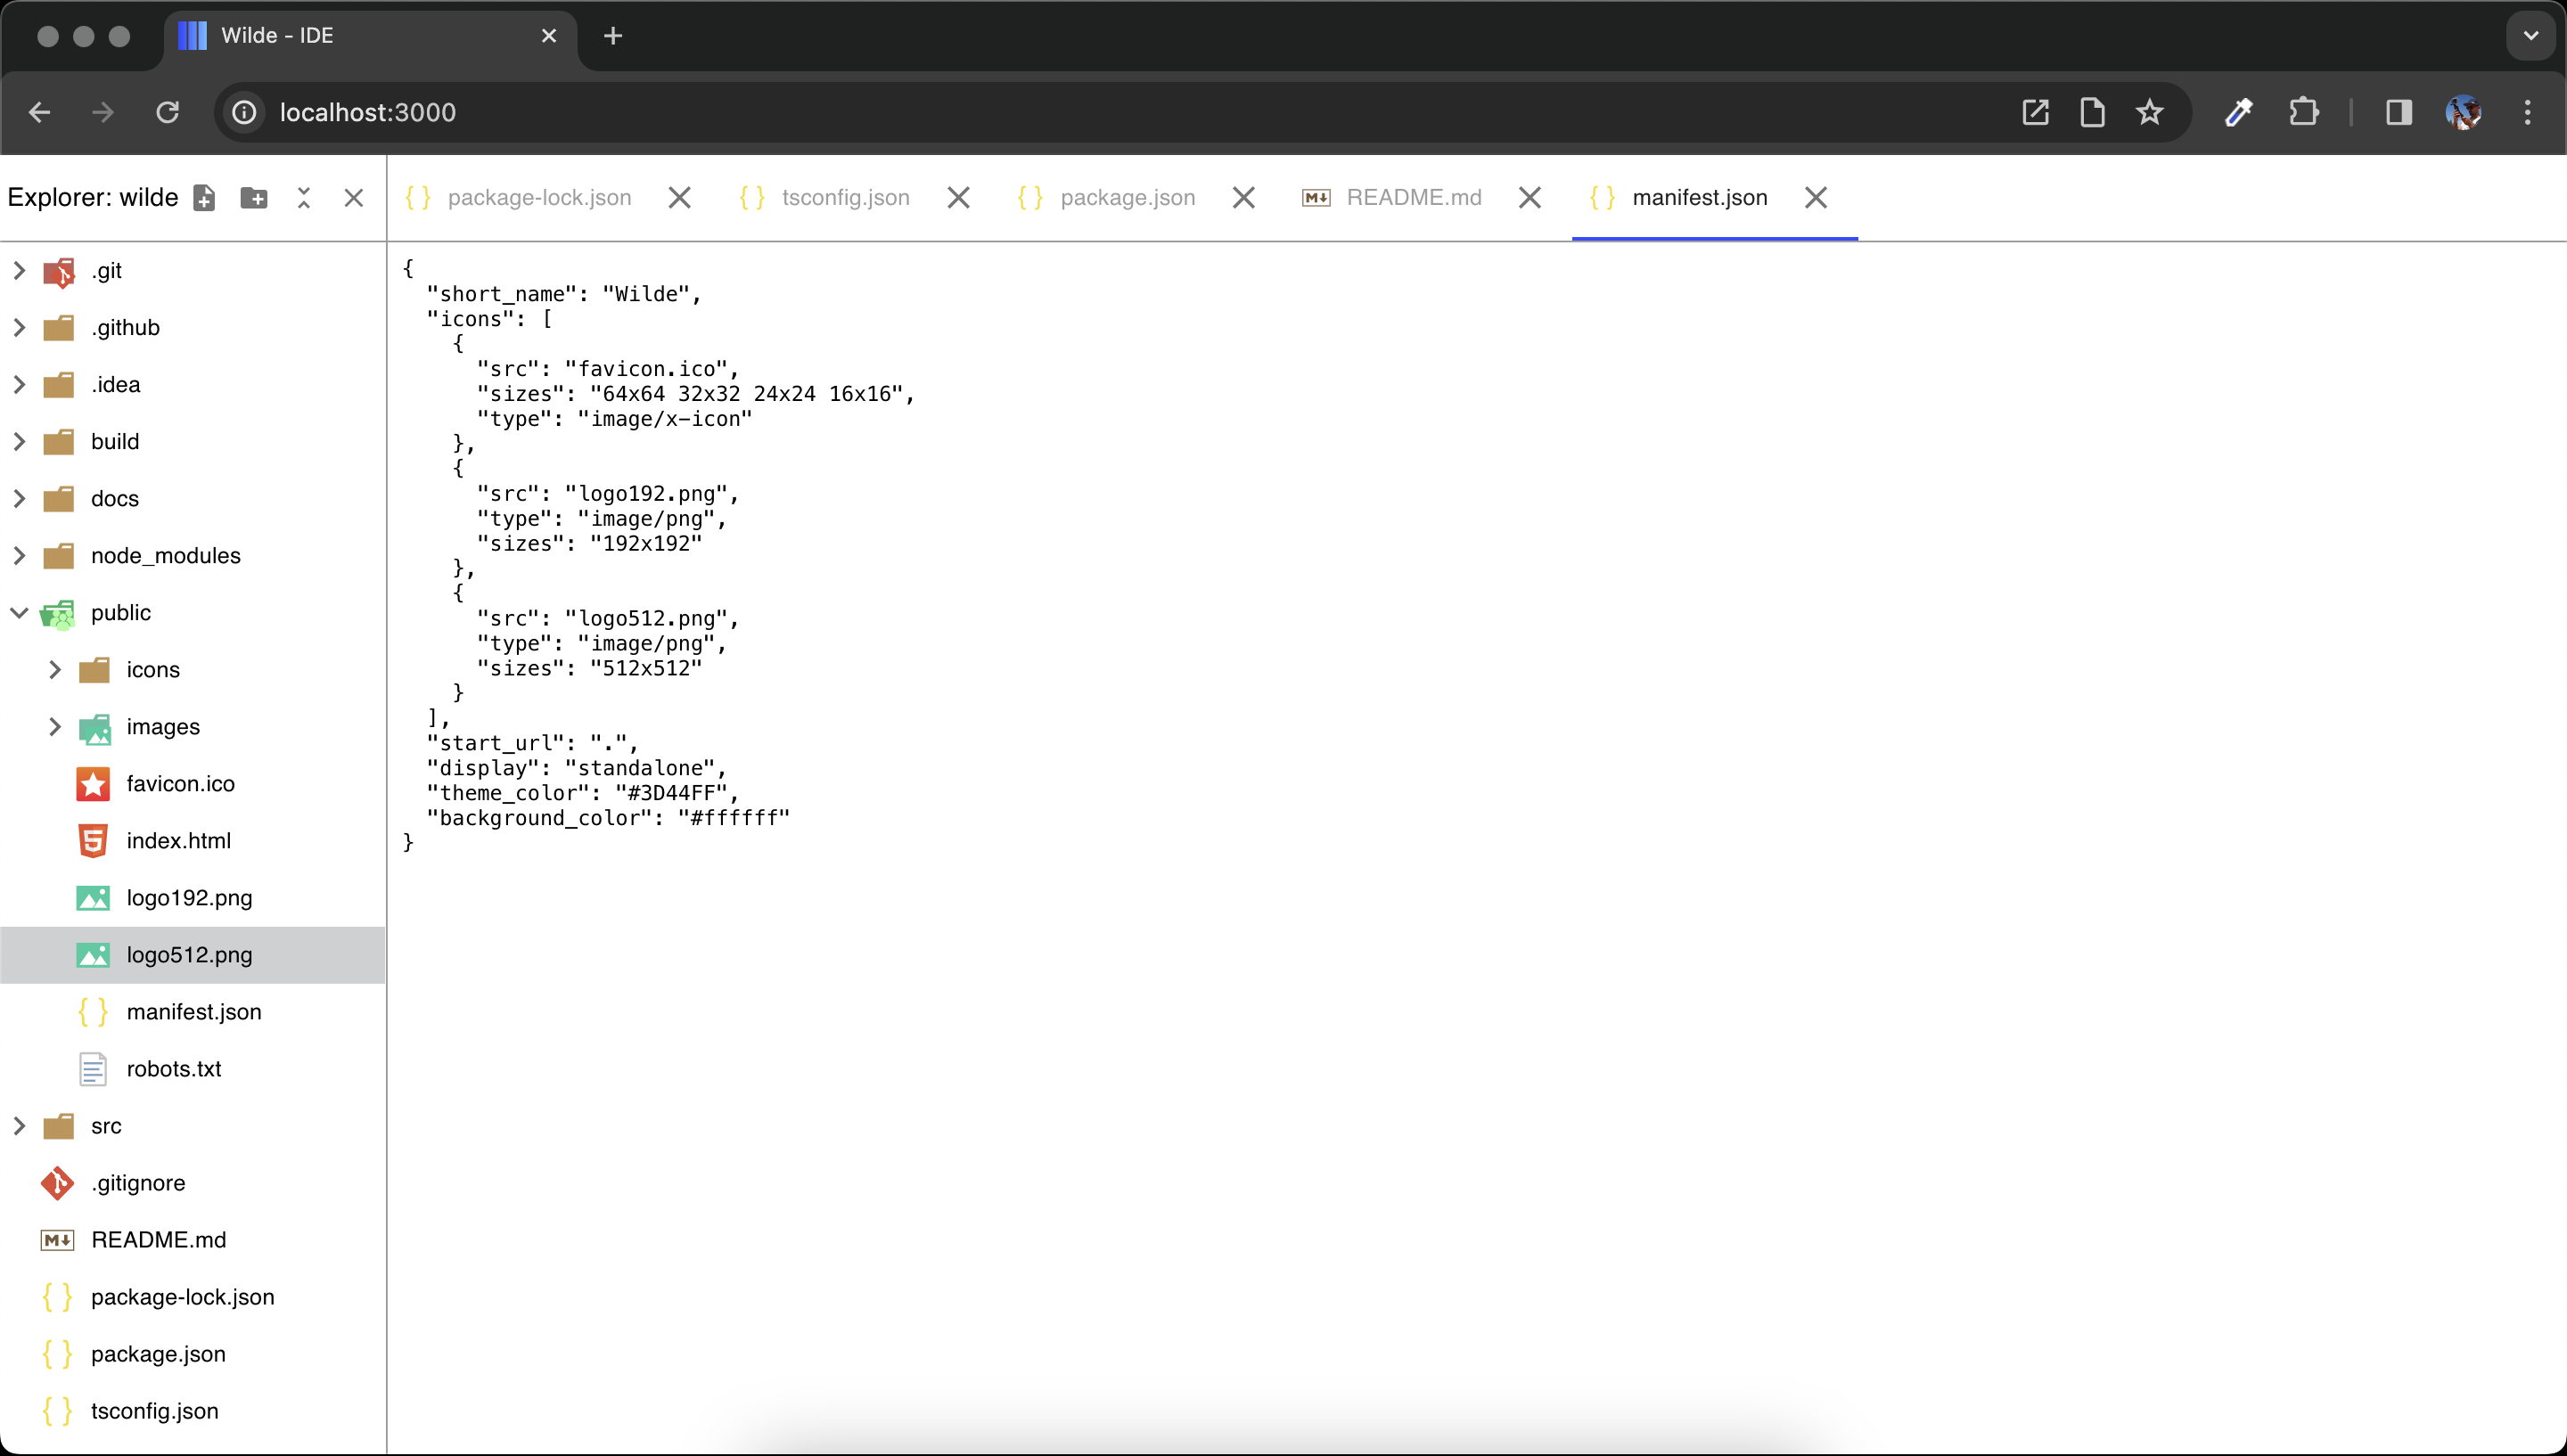 Wilde - IDE
localhost:3000
Explorer: wilde
package-lock.json
tsconfig.json
package.json
README.md
manifest.json
.git
.github
.idea
build
docs
node_modules
public
icons
images
favicon.ico
index.html
logo192.png
logo512.png
manifest.json
robots.txt
src
.gitignore
README.md
package-lock.json
package.json
tsconfig.json
{
  "short_name": "Wilde",
  "icons": [
    {
      "src": "favicon.ico",
      "sizes": "64x64 32x32 24x24 16x16",
      "type": "image/x-icon"
    },
    {
      "src": "logo192.png",
      "type": "image/png",
      "sizes": "192x192"
    },
    {
      "src": "logo512.png",
      "type": "image/png",
      "sizes": "512x512"
    }
  ],
  "start_url": ".",
  "display": "standalone",
  "theme_color": "#3D44FF",
  "background_color": "#ffffff"
}